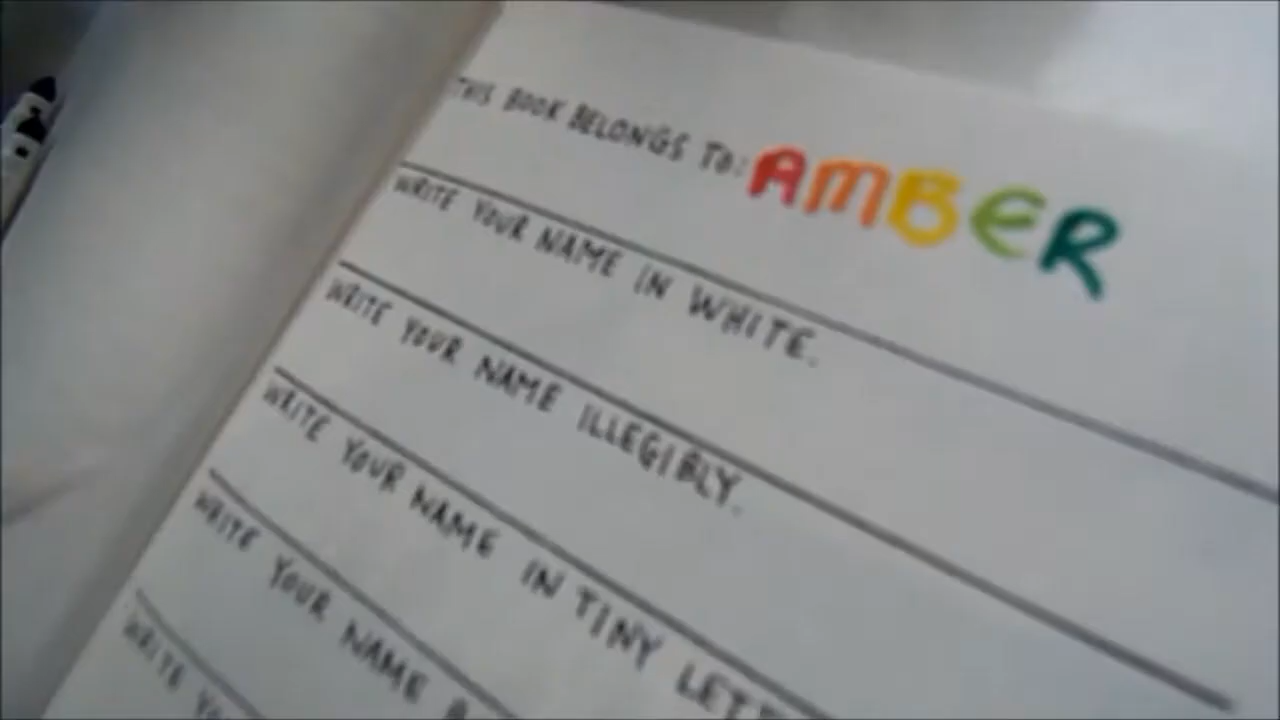 THIS BOOK BELONGS TO: AMBER
WRITE YOUR NAME IN WHITE.
WRITE YOUR NAME ILLEGIBLY.
WRITE YOUR NAME IN TINY
WRITE YOUR NAME
WRITE